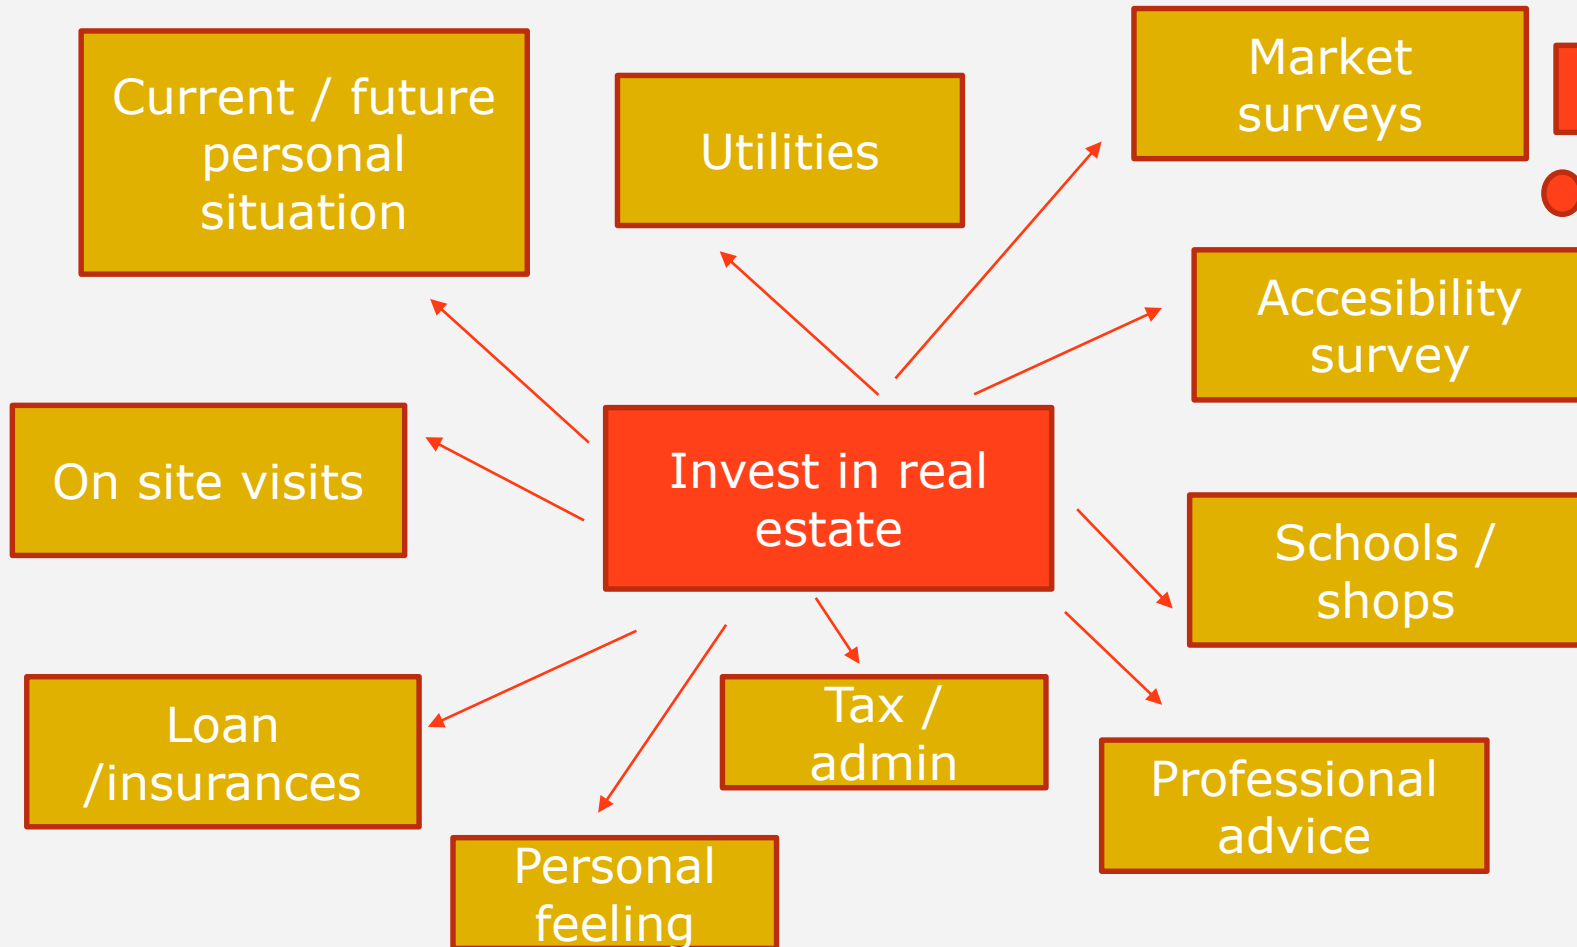 Current / future
personal
situation
Utilities
Market
surveys
Accesibility
survey
On site visits
Invest in real
estate
Schools /
shops
Loan
/insurances
Tax /
admin
Professional
advice
Personal
feeling